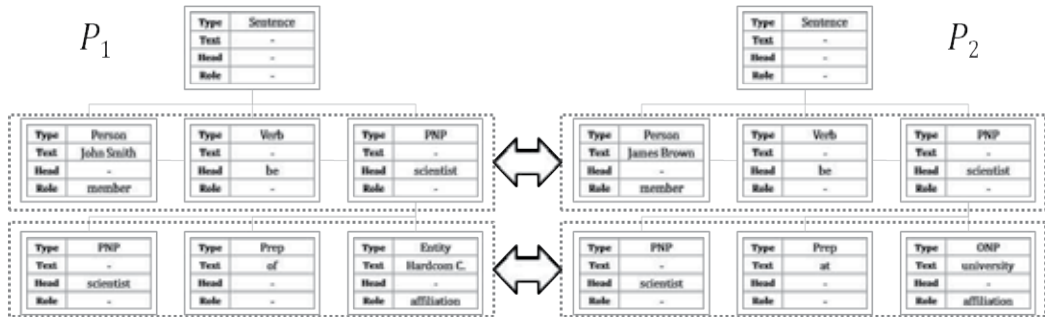 Type Sentence Type Sentence
P1 Text - Text - P2
Head - Head -
Role - Role -
Type Person Type Verb Type PNP Type Person Type Verb Type PNP
Text John Smith Text - Text - Text James Brown Text - Text -
Head - Head be Head scientist Head - Head be Head scientist
Role member Role - Role - Role member Role - Role -
Type PNP Type Prep Type Entity Type PNP Type Prep Type ONP
Text - Text of Text Hardcom C. Text - Text at Text university
Head scientist Head - Head - Head scientist Head - Head -
Role - Role - Role affiliation Role - Role - Role affiliation